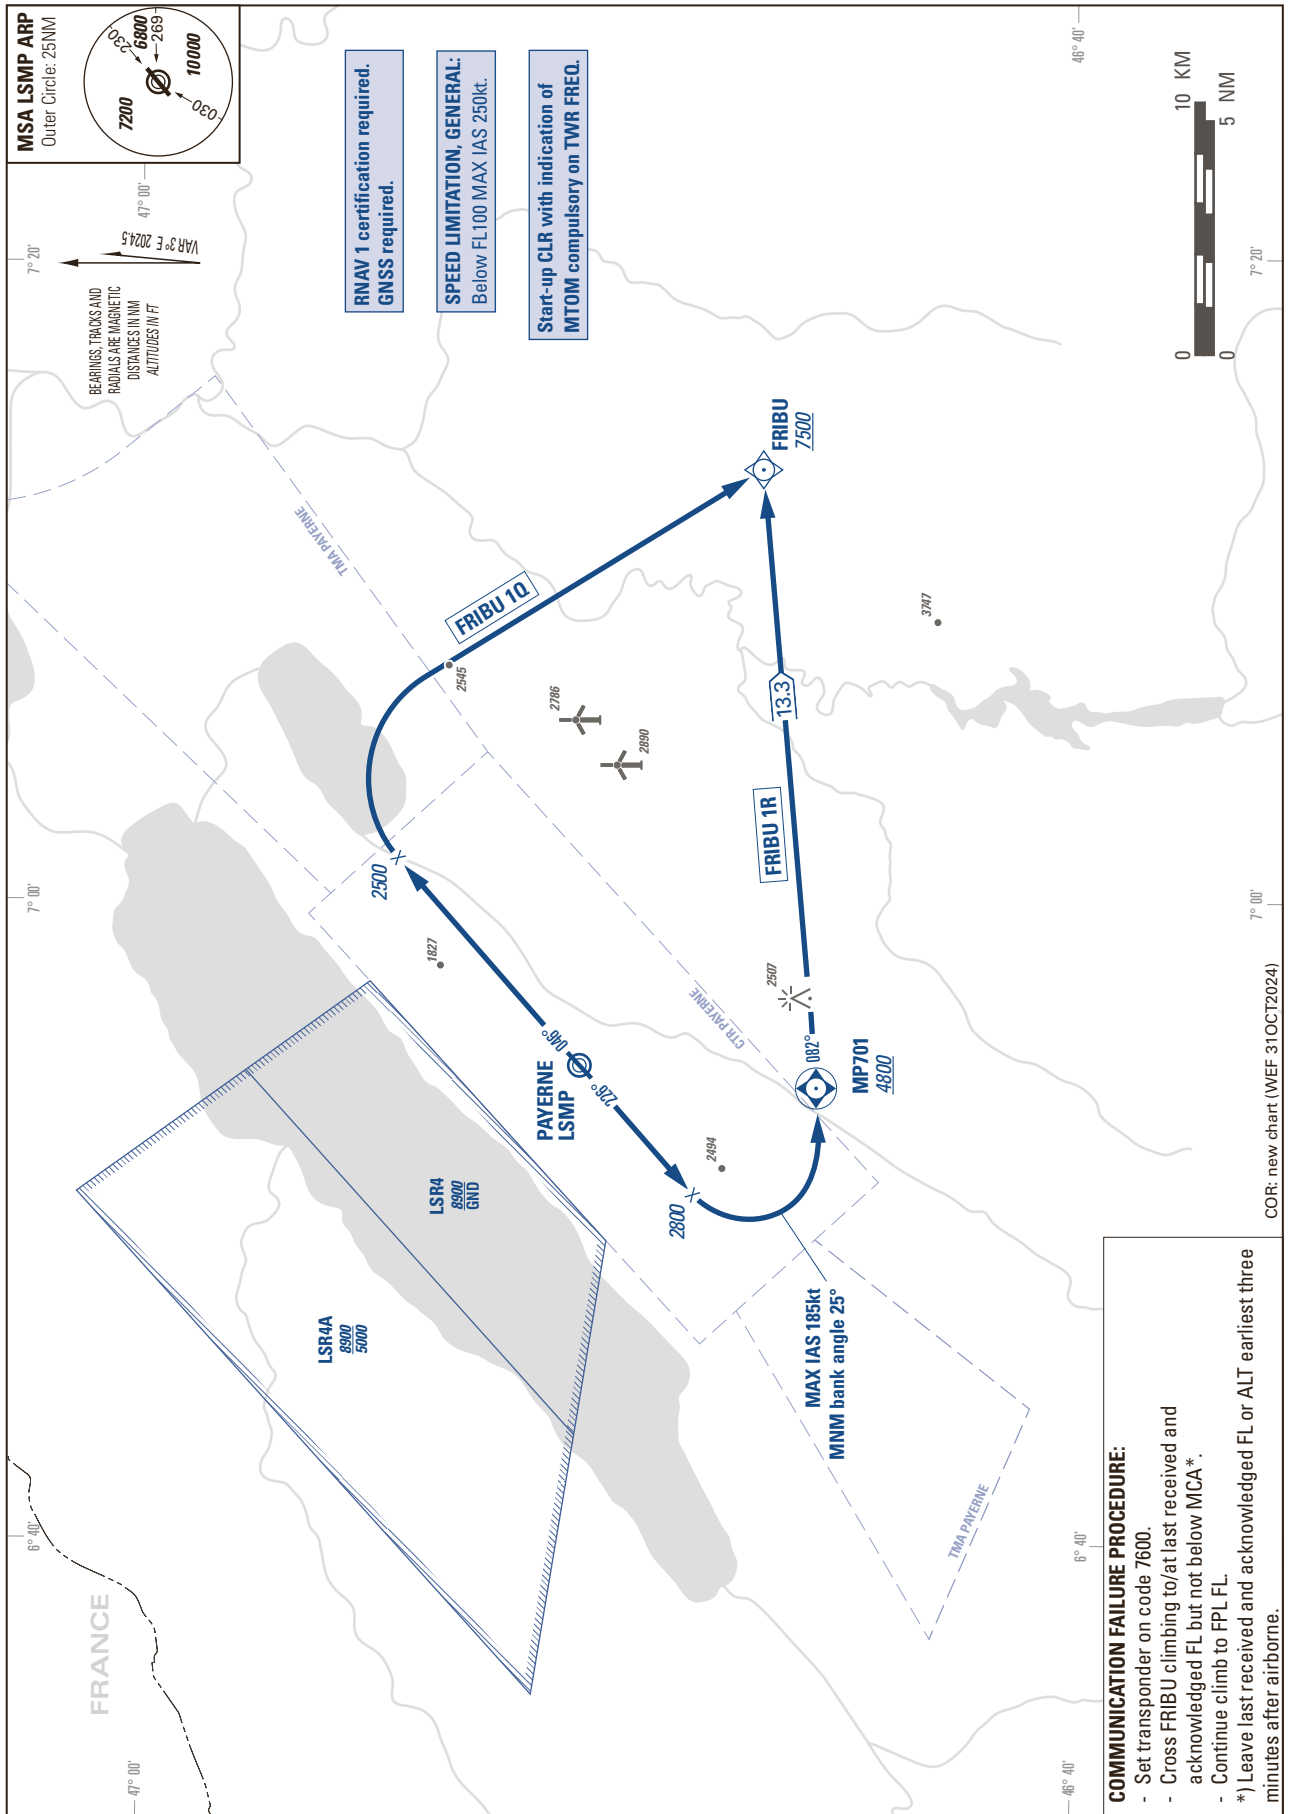 MSA LSMP ARP
Outer Circle: 25NM
7200
6800
10000
230
269
030
47° 00'
7° 20'
46° 40'
VAR 3° E 2024.5
BEARINGS, TRACKS AND
RADIALS ARE MAGNETIC
DISTANCES IN NM
ALTITUDES IN FT
RNAV 1 certification required.
GNSS required.
SPEED LIMITATION, GENERAL:
Below FL100 MAX IAS 250kt.
Start-up CLR with indication of
MTOM compulsory on TWR FREQ.
0
10 KM
0
5 NM
7° 20'
TMA PAYERNE
FRIBU
7500
FRIBU 1Q
2545
2786
2890
3747
13.3
FRIBU 1R
7° 00'
2500
1827
046°
PAYERNE
LSMP
226°
CTR PAYERNE
2507
082°
MP701
4800
7° 00'
2494
2800
LSR4
8900
GND
LSR4A
8900
5000
MAX IAS 185kt
MNM bank angle 25°
TMA PAYERNE
6° 40'
6° 40'
FRANCE
47° 00'
46° 40'
COMMUNICATION FAILURE PROCEDURE:
- Set transponder on code 7600.
- Cross FRIBU climbing to/at last received and
acknowledged FL but not below MCA*.
- Continue climb to FPL FL.
*) Leave last received and acknowledged FL or ALT earliest three
minutes after airborne.
COR: new chart (WEF 31OCT2024)